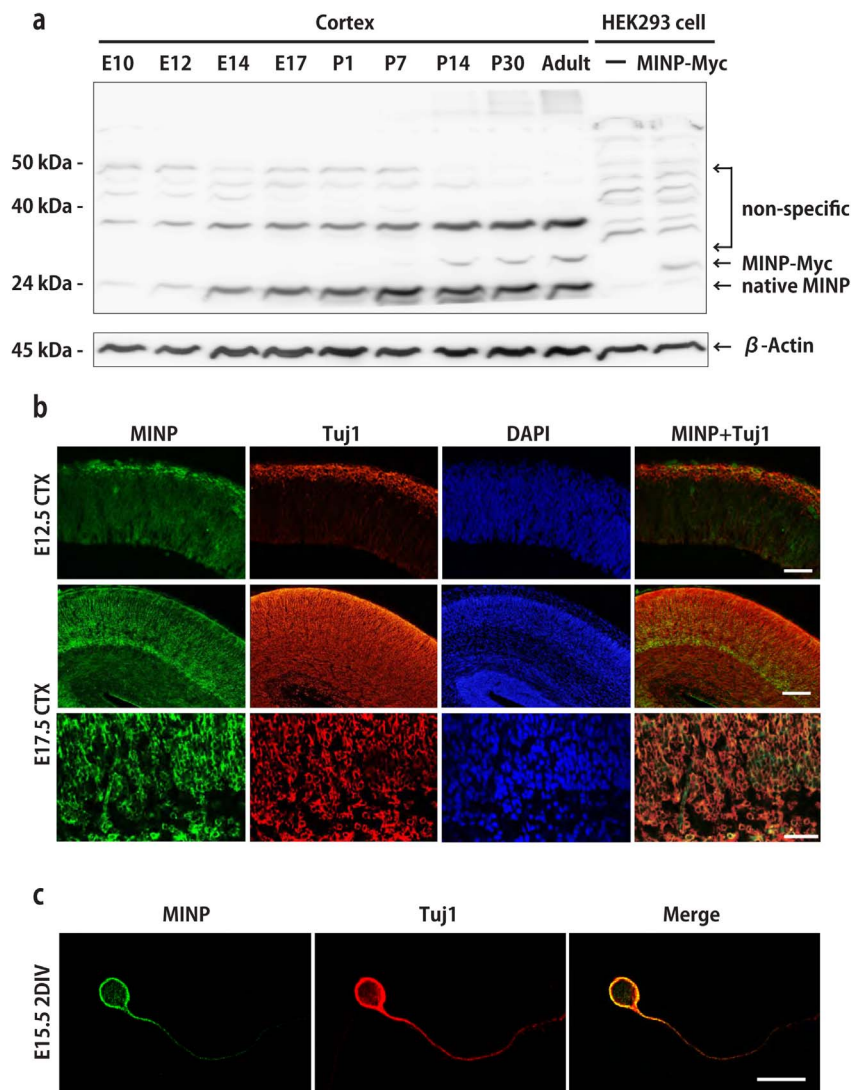 a
Cortex HEK293 cell
E10 E12 E14 E17 P1 P7 P14 P30 Adult — MINP-Myc
50 kDa -
40 kDa -
non-specific
MINP-Myc
24 kDa - native MINP
45 kDa - β-Actin
b
MINP Tuj1 DAPI MINP+Tuj1
E12.5 CTX
E17.5 CTX
c
MINP Tuj1 Merge
E15.5 2DIV